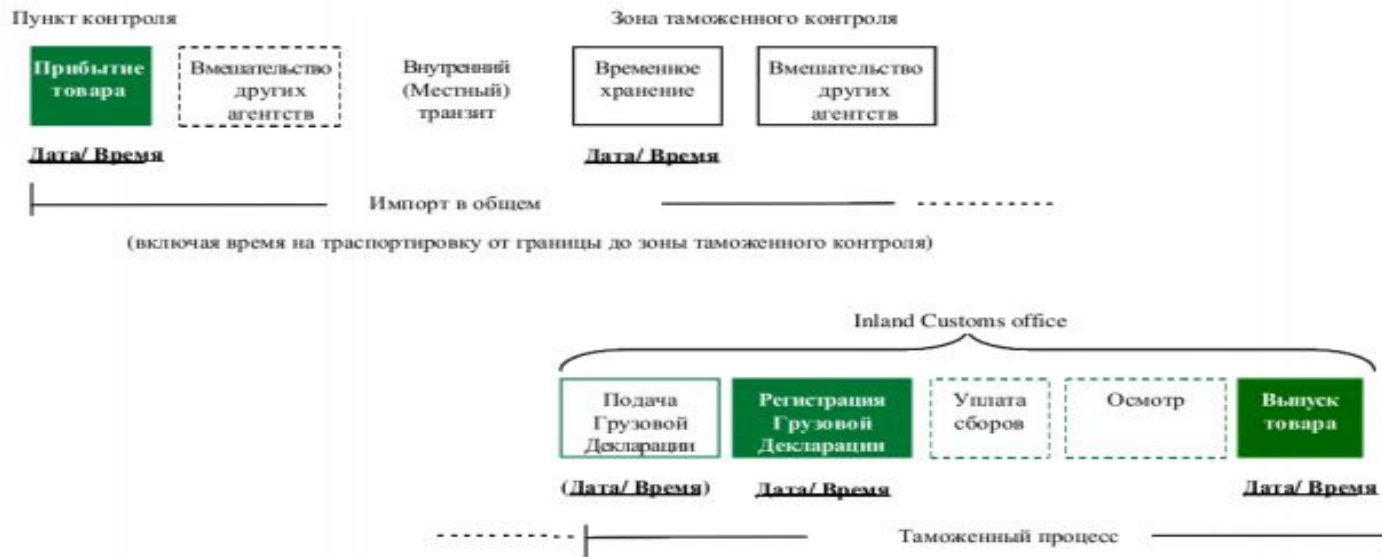 Пункт контроля
Зона таможенного контроля
Прибытие
товара
Вмешательство
других
агентств
Внутренний
(Местный)
транзит
Временное
хранение
Вмешательство
других
агентств
Дата/ Время
Дата/ Время
Импорт в общем
(включая время на траспортировку от границы до зоны таможенного контроля)
Inland Customs office
Подача
Грузовой
Декларации
Регистрация
Грузовой
Декларации
Уплата
сборов
Осмотр
Выпуск
товара
(Дата/ Время)
Дата/ Время
Дата/ Время
Таможенный процесс